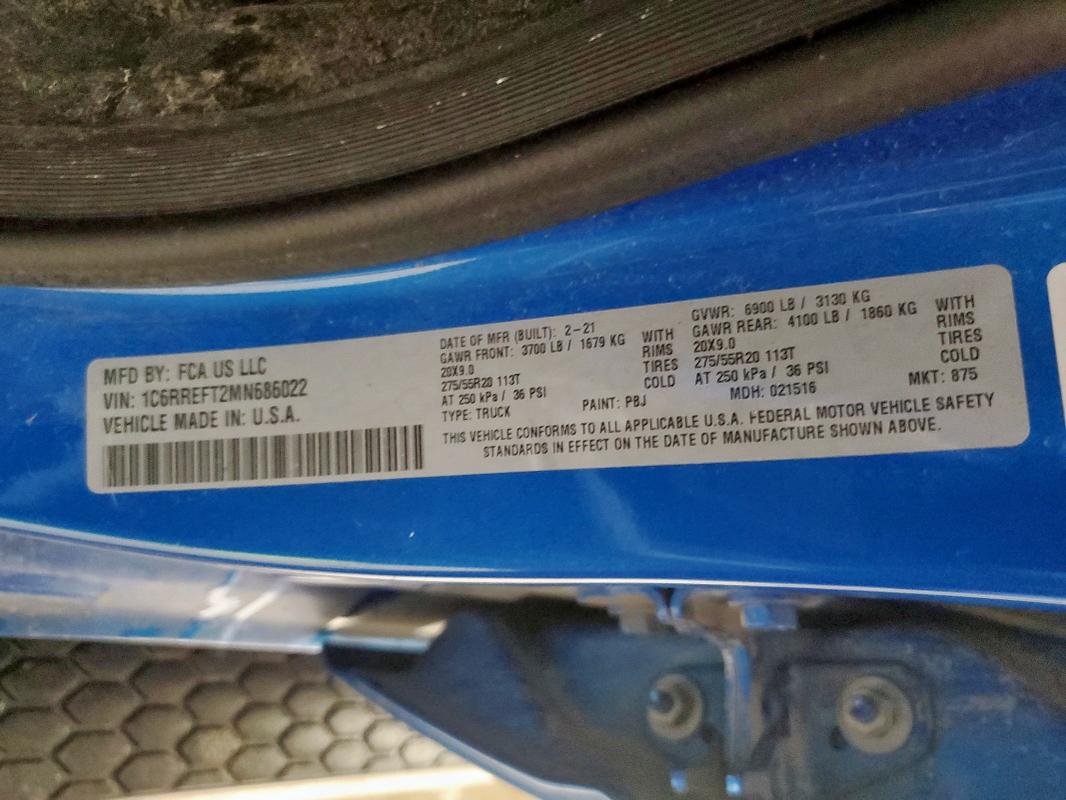 MFD BY: FCA US LLC
VIN: 1C6RREFT2MN686022
VEHICLE MADE IN: U.S.A.
DATE OF MFR (BUILT): 2-21
GAWR FRONT: 3700 LB / 1679 KG WITH
20X9.0 RIMS
275/55R20 113T TIRES
AT 250 kPa / 36 PSI COLD
TYPE: TRUCK PAINT: PBJ
GVWR: 6900 LB / 3130 KG
GAWR REAR: 4100 LB / 1860 KG WITH
20X9.0 RIMS
275/55R20 113T TIRES
AT 250 kPa / 36 PSI COLD
MDH: 021516 MKT: 875
THIS VEHICLE CONFORMS TO ALL APPLICABLE U.S.A. FEDERAL MOTOR VEHICLE SAFETY
STANDARDS IN EFFECT ON THE DATE OF MANUFACTURE SHOWN ABOVE.